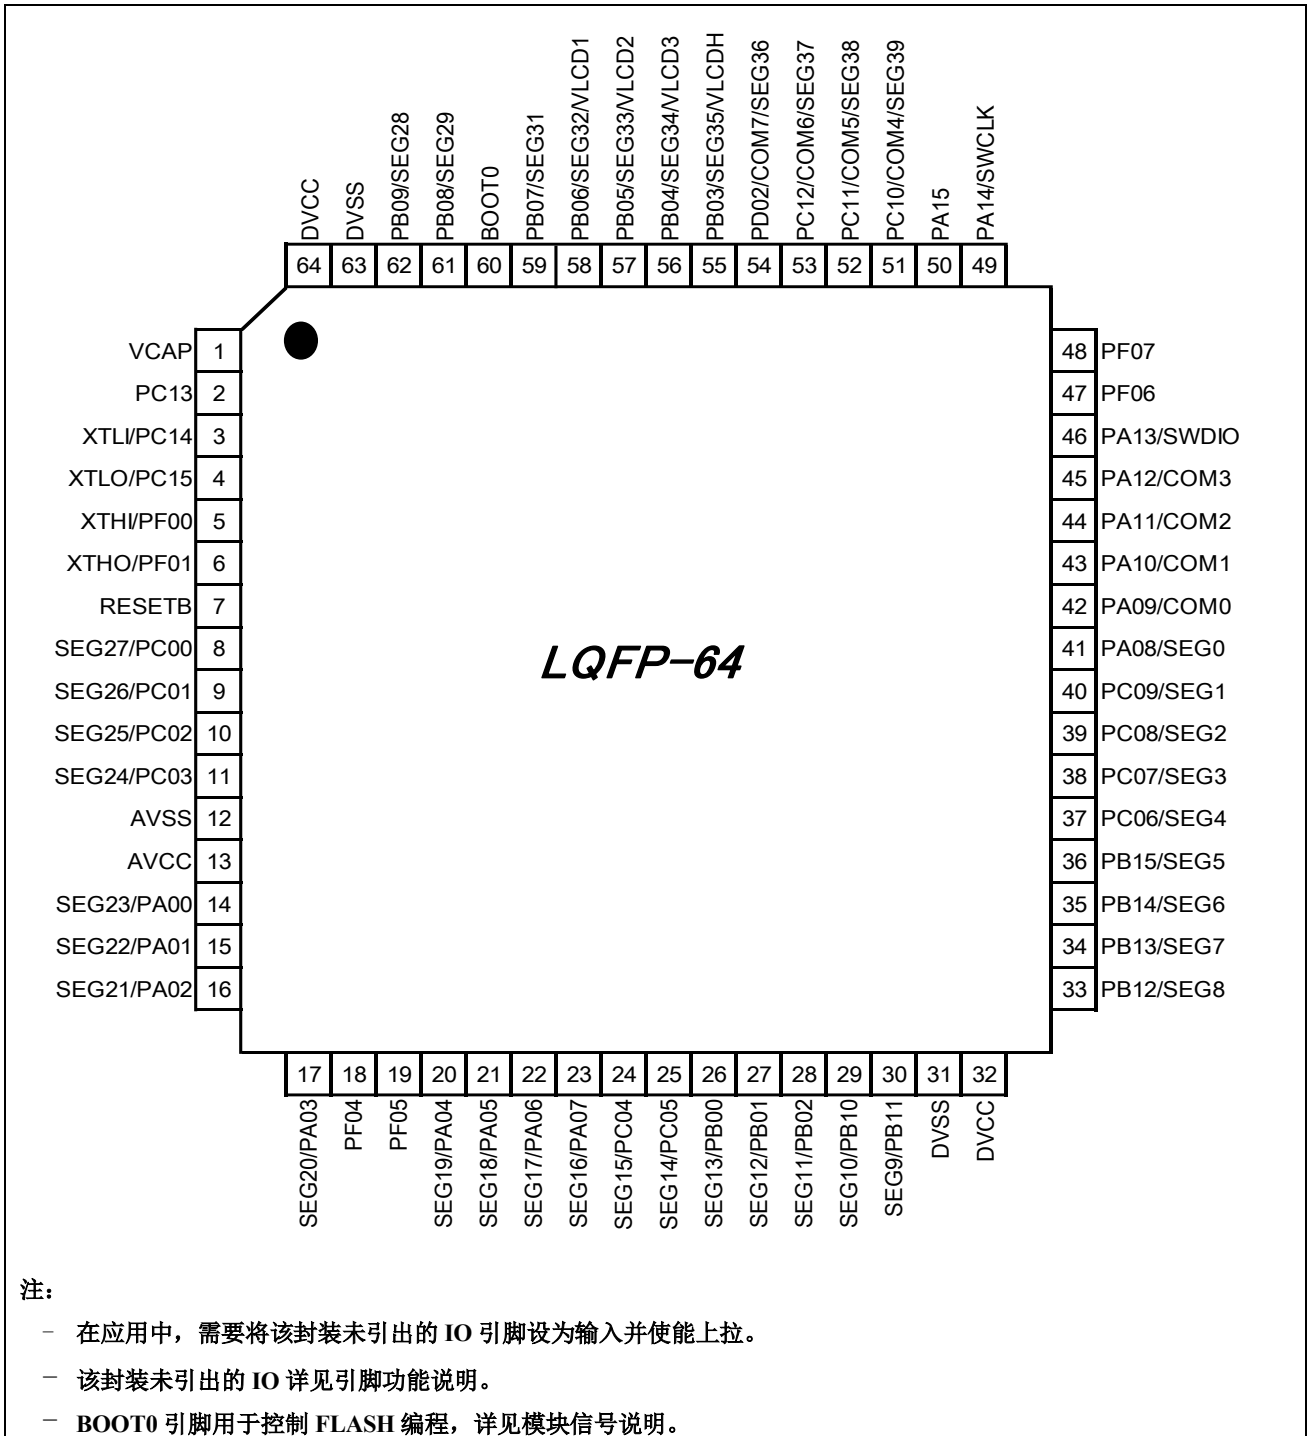 DVCC
DVSS
PB09/SEG28
PB08/SEG29
BOOT0
PB07/SEG31
PB06/SEG32/VLCD1
PB05/SEG33/VLCD2
PB04/SEG34/VLCD3
PB03/SEG35/VLCDH
PD02/COM7/SEG36
PC12/COM6/SEG37
PC11/COM5/SEG38
PC10/COM4/SEG39
PA15
PA14/SWCLK
64 63 62 61 60 59 58 57 56 55 54 53 52 51 50 49
VCAP 1
PC13 2
XTLI/PC14 3
XTLO/PC15 4
XTHI/PF00 5
XTHO/PF01 6
RESETB 7
SEG27/PC00 8
SEG26/PC01 9
SEG25/PC02 10
SEG24/PC03 11
AVSS 12
AVCC 13
SEG23/PA00 14
SEG22/PA01 15
SEG21/PA02 16
LQFP-64
48 PF07
47 PF06
46 PA13/SWDIO
45 PA12/COM3
44 PA11/COM2
43 PA10/COM1
42 PA09/COM0
41 PA08/SEG0
40 PC09/SEG1
39 PC08/SEG2
38 PC07/SEG3
37 PC06/SEG4
36 PB15/SEG5
35 PB14/SEG6
34 PB13/SEG7
33 PB12/SEG8
17 18 19 20 21 22 23 24 25 26 27 28 29 30 31 32
SEG20/PA03
PF04
PF05
SEG19/PA04
SEG18/PA05
SEG17/PA06
SEG16/PA07
SEG15/PC04
SEG14/PC05
SEG13/PB00
SEG12/PB01
SEG11/PB02
SEG10/PB10
SEG9/PB11
DVSS
DVCC
注：
– 在应用中，需要将该封装未引出的 IO 引脚设为输入并使能上拉。
– 该封装未引出的 IO 详见引脚功能说明。
– BOOT0 引脚用于控制 FLASH 编程，详见模块信号说明。